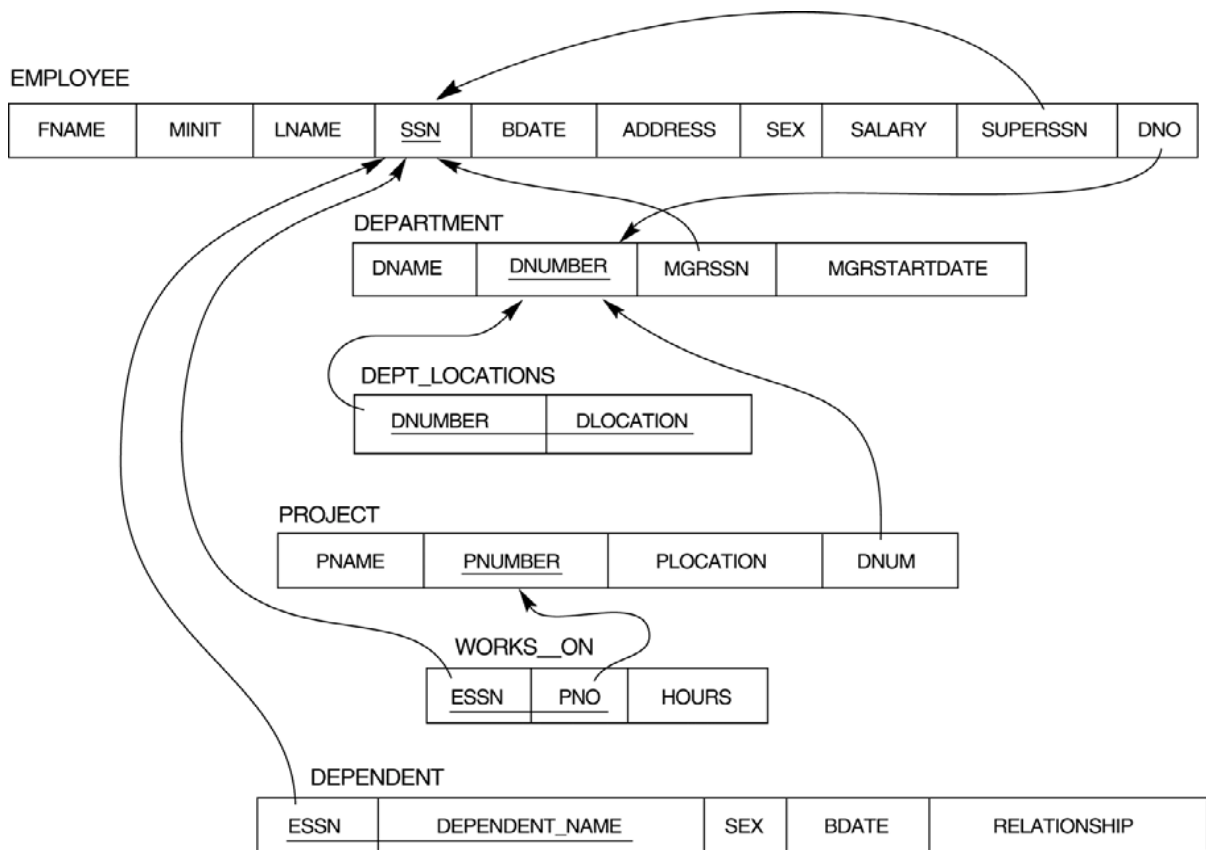 EMPLOYEE
FNAME MINIT LNAME SSN BDATE ADDRESS SEX SALARY SUPERSSN DNO
DEPARTMENT
DNAME DNUMBER MGRSSN MGRSTARTDATE
DEPT_LOCATIONS
DNUMBER DLOCATION
PROJECT
PNAME PNUMBER PLOCATION DNUM
WORKS__ON
ESSN PNO HOURS
DEPENDENT
ESSN DEPENDENT_NAME SEX BDATE RELATIONSHIP